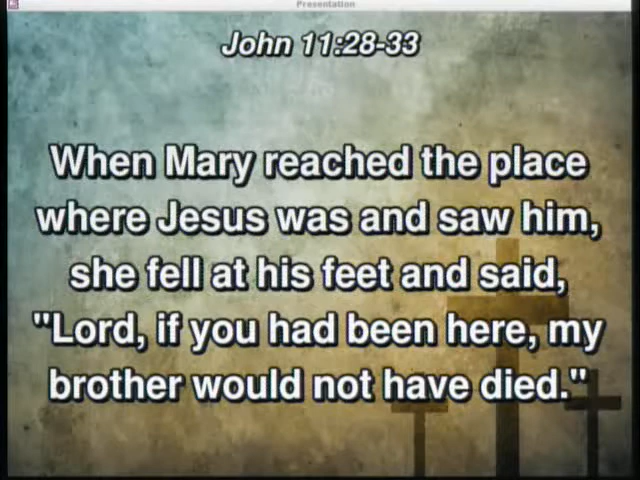 Presentation
John 11:28-33
When Mary reached the place
where Jesus was and saw him,
she fell at his feet and said,
"Lord, if you had been here, my
brother would not have died."